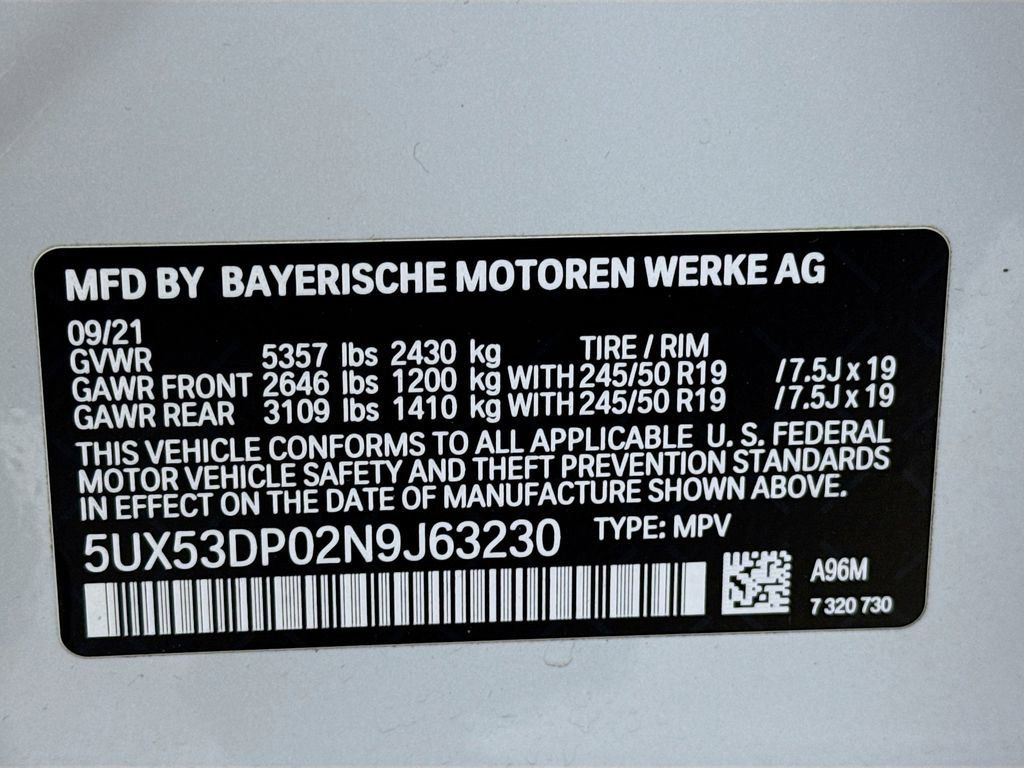 MFD BY BAYERISCHE MOTOREN WERKE AG
09/21
GVWR 5357 lbs 2430 kg TIRE / RIM
GAWR FRONT 2646 lbs 1200 kg WITH 245/50 R19 /7.5J x 19
GAWR REAR 3109 lbs 1410 kg WITH 245/50 R19 /7.5J x 19
THIS VEHICLE CONFORMS TO ALL APPLICABLE U. S. FEDERAL
MOTOR VEHICLE SAFETY AND THEFT PREVENTION STANDARDS
IN EFFECT ON THE DATE OF MANUFACTURE SHOWN ABOVE.
5UX53DP02N9J63230 TYPE: MPV
A96M
7 320 730